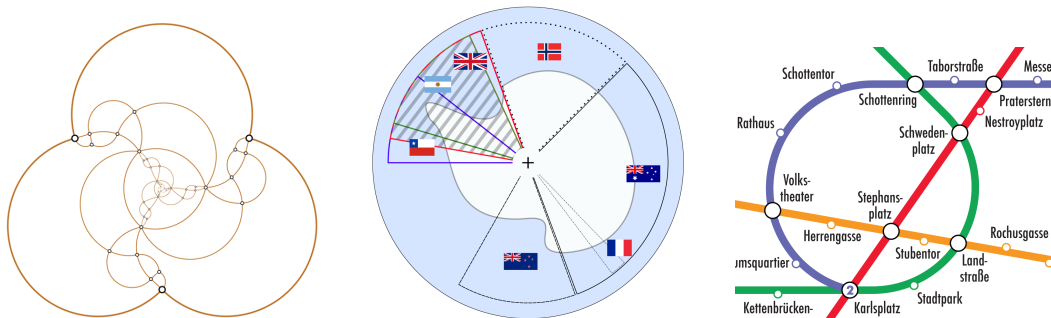 Taborstraße
Messe
Schottentor
Schottenring
Praterstern
Nestroyplatz
Rathaus
Schweden-
platz
Volks-
theater
Stephans-
platz
Herrengasse
Rochusgasse
Stubentor
Land-
straße
umsquartier
2
Stadtpark
Karlsplatz
Kettenbrücken-